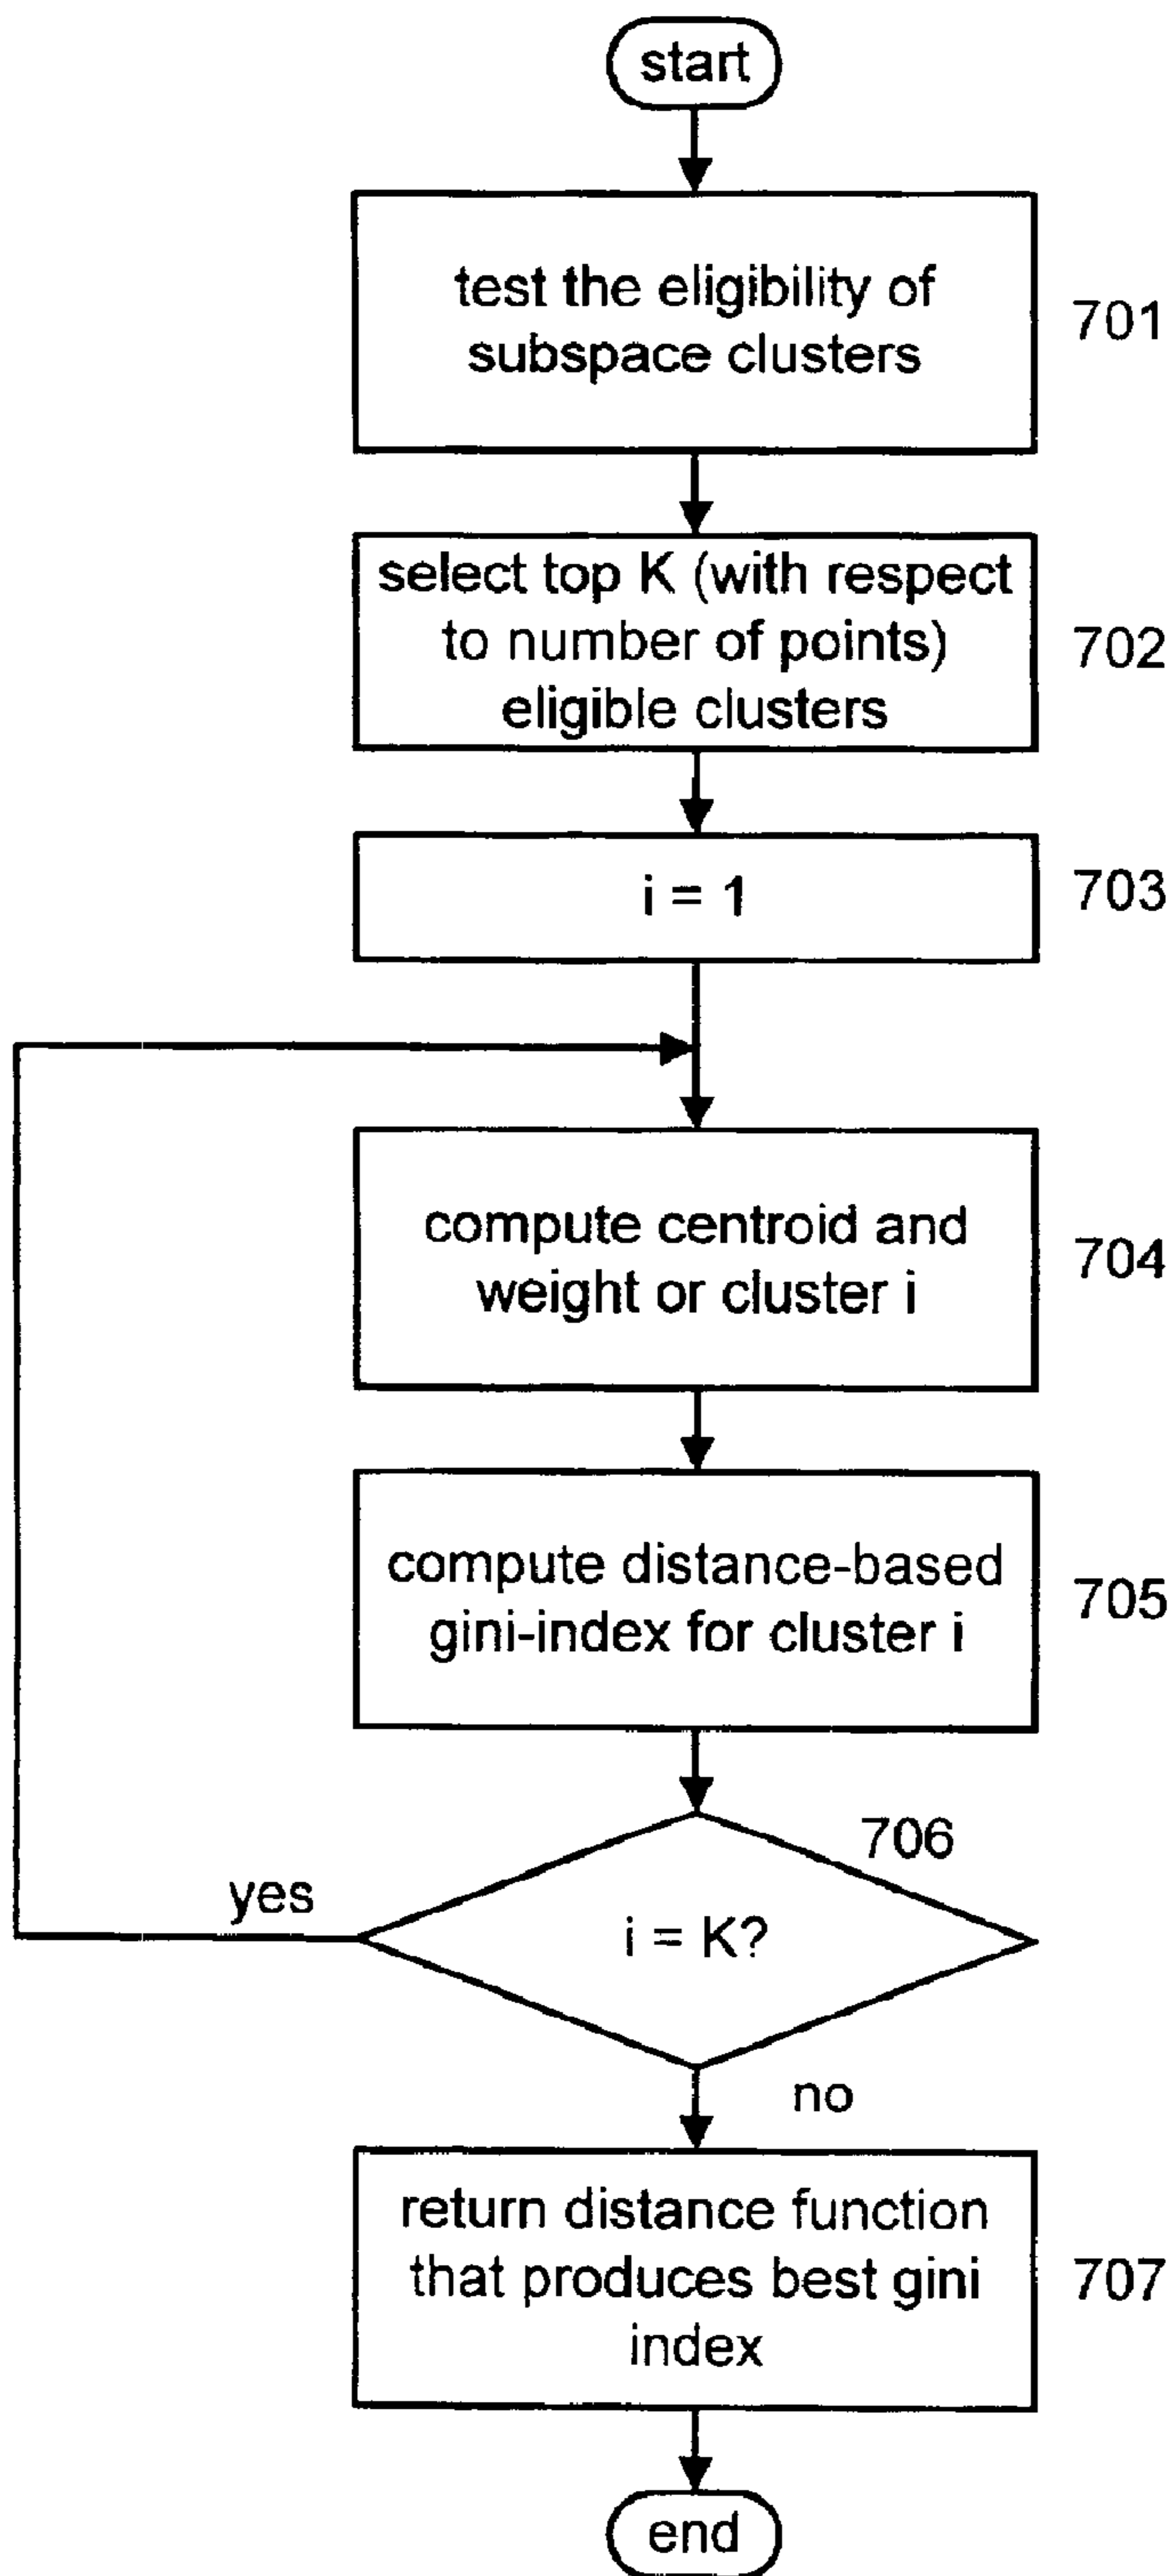 start
test the eligibility of
subspace clusters
701
select top K (with respect
to number of points)
eligible clusters
702
i = 1
703
compute centroid and
weight or cluster i
704
compute distance-based
gini-index for cluster i
705
706
yes
i = K?
no
return distance function
that produces best gini
index
707
end